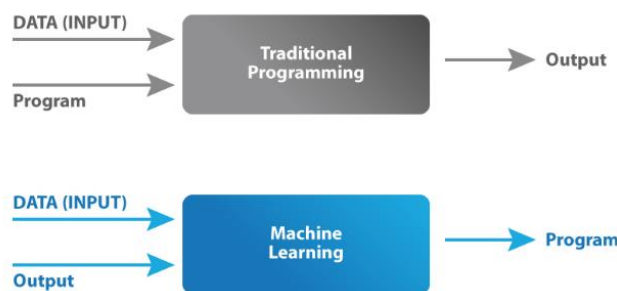 DATA (INPUT)
Traditional
Programming
Output
Program
DATA (INPUT)
Machine
Learning
Program
Output